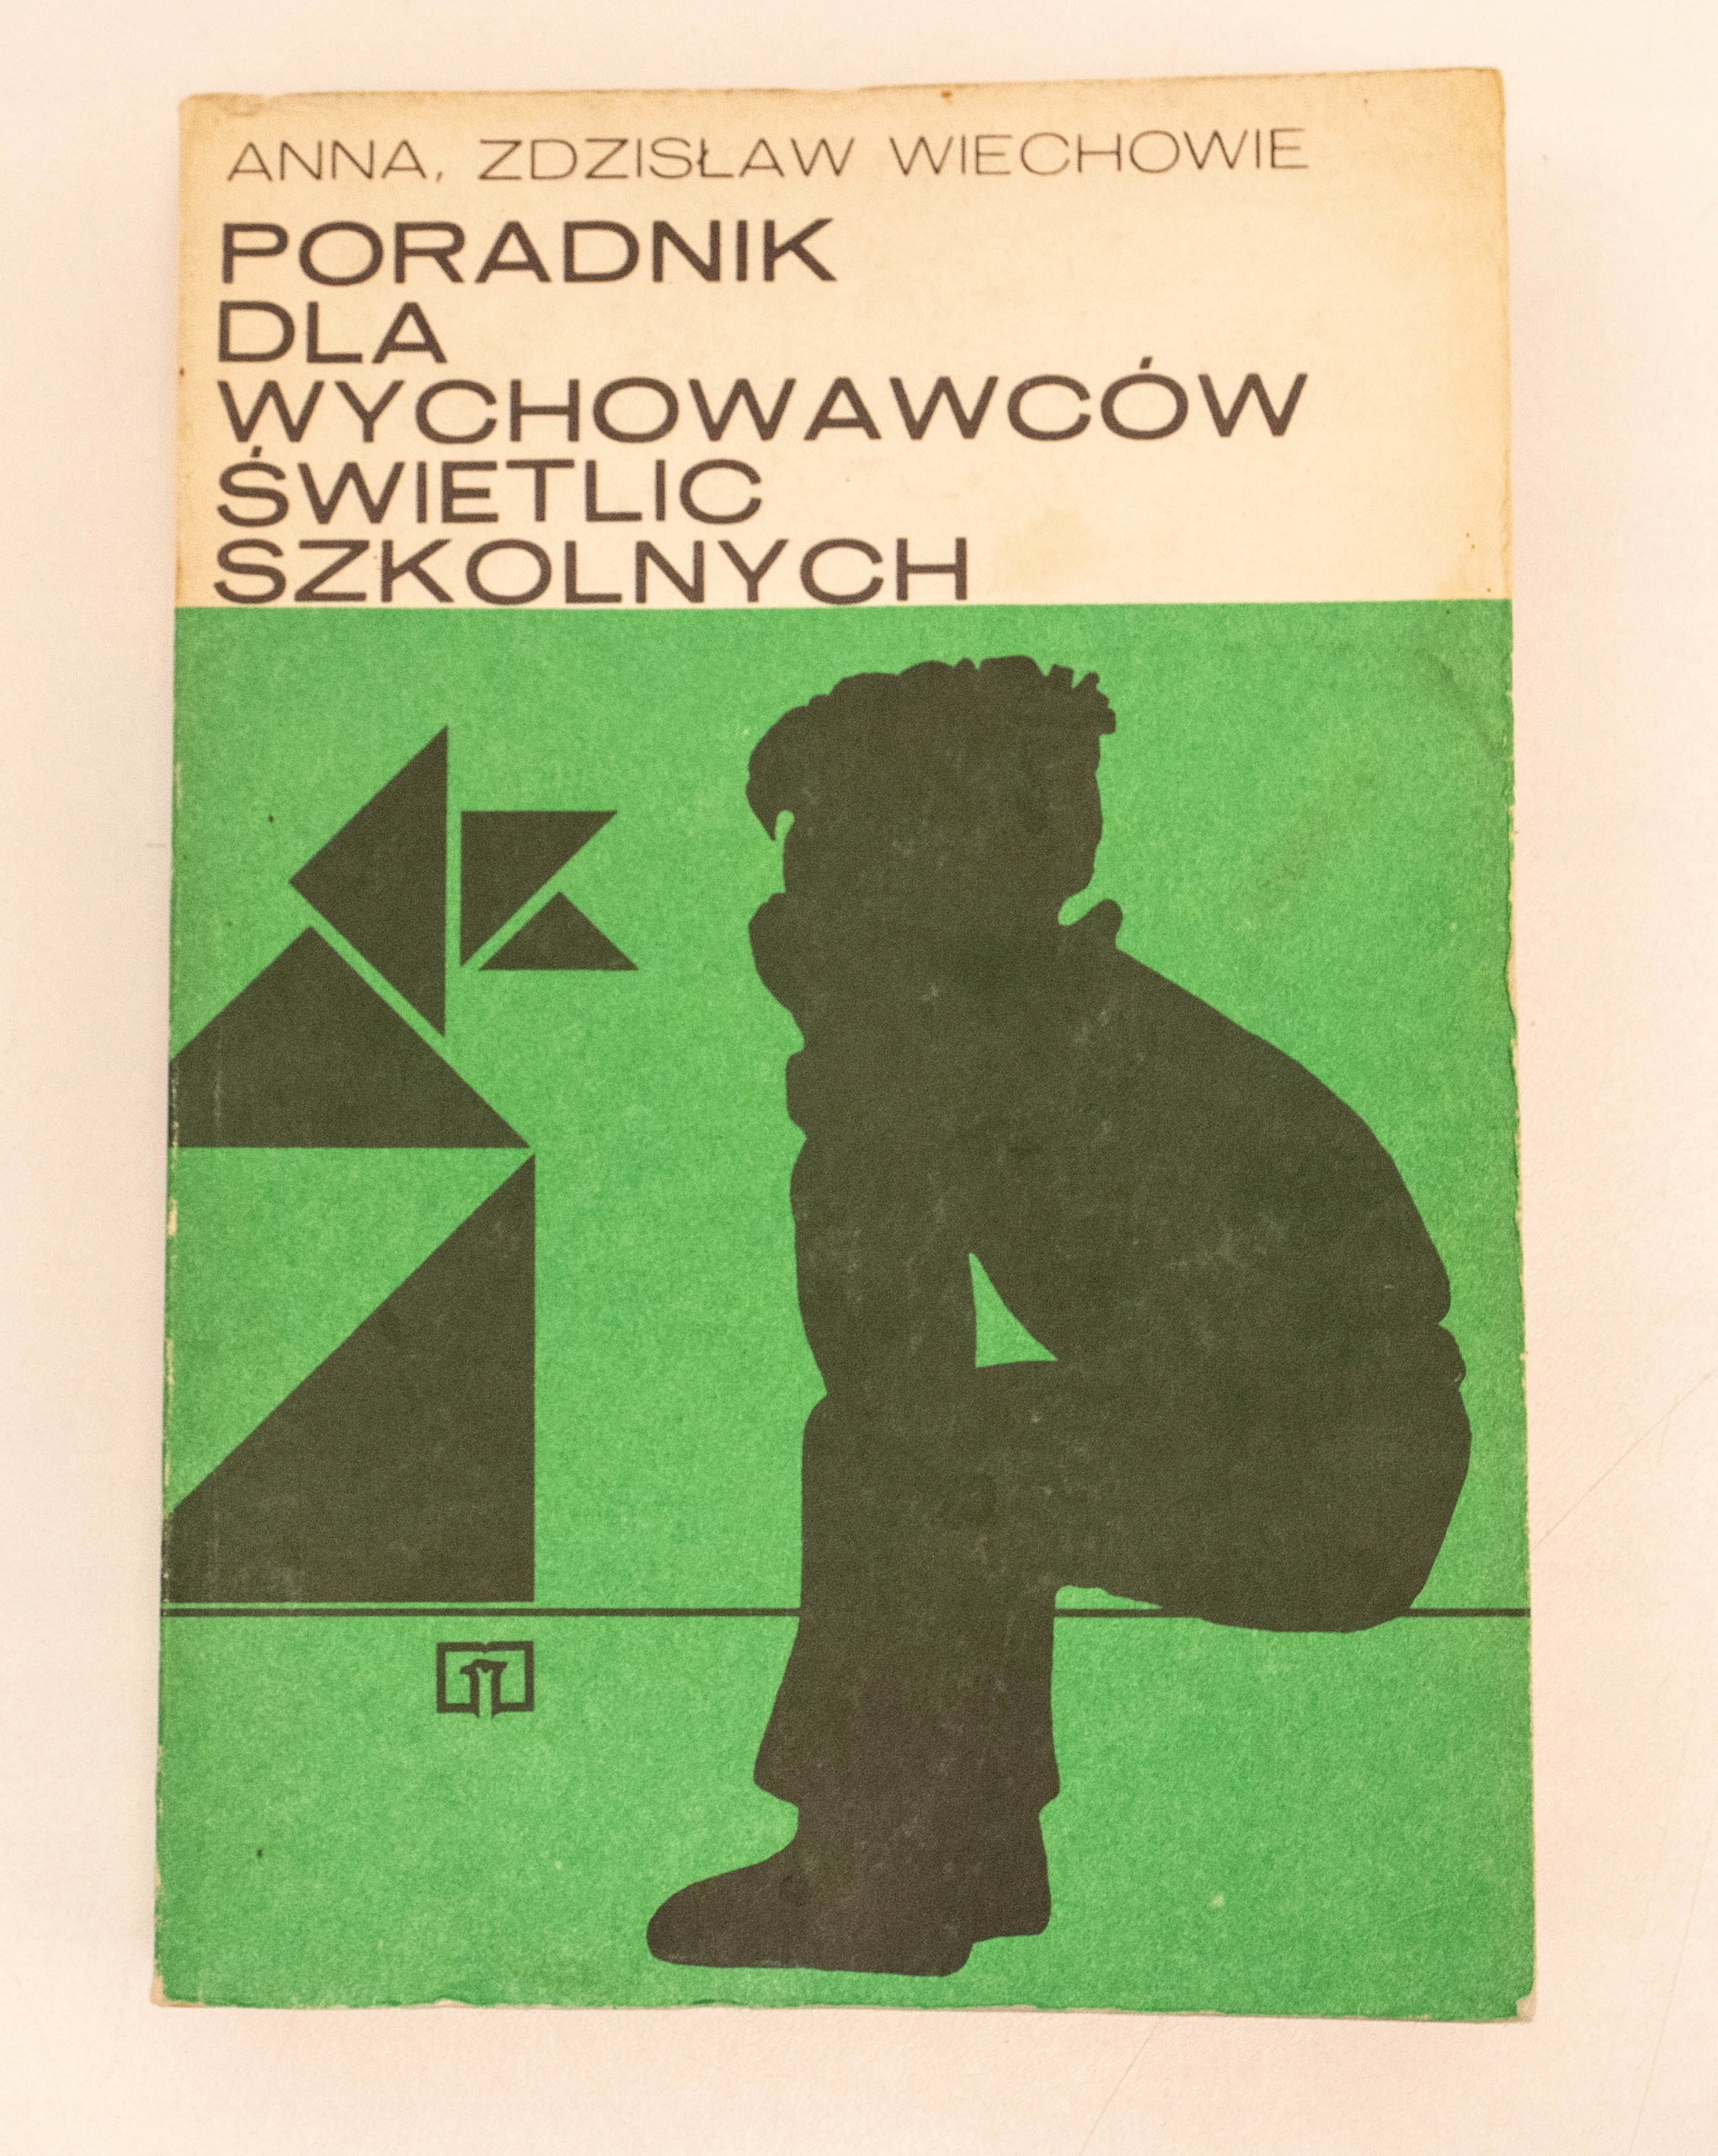 ANNA, ZDZISŁAW WIECHOWIE
PORADNIK
DLA
WYCHOWAWCÓW
ŚWIETLIC
SZKOLNYCH